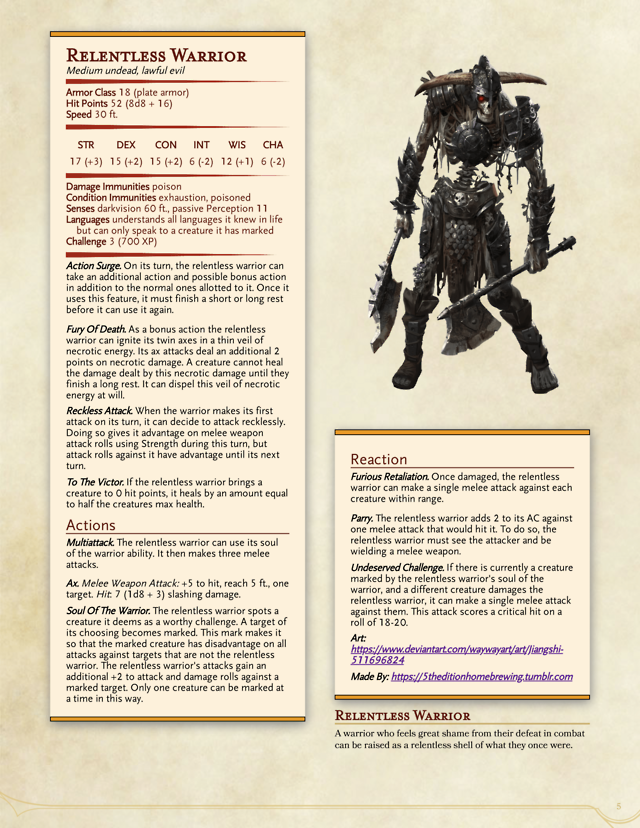 Relentless Warrior
Medium undead, lawful evil
Armor Class 18 (plate armor)
Hit Points 52 (8d8 + 16)
Speed 30 ft.
STR DEX CON INT WIS CHA
17 (+3) 15 (+2) 15 (+2) 6 (-2) 12 (+1) 6 (-2)
Damage Immunities poison
Condition Immunities exhaustion, poisoned
Senses darkvision 60 ft., passive Perception 11
Languages understands all languages it knew in life
but can only speak to a creature it has marked
Challenge 3 (700 XP)
Action Surge. On its turn, the relentless warrior can
take an additional action and possible bonus action
in addition to the normal ones allotted to it. Once it
uses this feature, it must finish a short or long rest
before it can use it again.
Fury Of Death. As a bonus action the relentless
warrior can ignite its twin axes in a thin veil of
necrotic energy. Its ax attacks deal an additional 2
points on necrotic damage. A creature cannot heal
the damage dealt by this necrotic damage until they
finish a long rest. It can dispel this veil of necrotic
energy at will.
Reckless Attack. When the warrior makes its first
attack on its turn, it can decide to attack recklessly.
Doing so gives it advantage on melee weapon
attack rolls using Strength during this turn, but
attack rolls against it have advantage until its next
turn.
To The Victor. If the relentless warrior brings a
creature to 0 hit points, it heals by an amount equal
to half the creatures max health.
Actions
Multiattack. The relentless warrior can use its soul
of the warrior ability. It then makes three melee
attacks.
Ax. Melee Weapon Attack: +5 to hit, reach 5 ft., one
target. Hit: 7 (1d8 + 3) slashing damage.
Soul Of The Warrior. The relentless warrior spots a
creature it deems as a worthy challenge. A target of
its choosing becomes marked. This mark makes it
so that the marked creature has disadvantage on all
attacks against targets that are not the relentless
warrior. The relentless warrior's attacks gain an
additional +2 to attack and damage rolls against a
marked target. Only one creature can be marked at
a time in this way.
Reaction
Furious Retaliation. Once damaged, the relentless
warrior can make a single melee attack against each
creature within range.
Parry. The relentless warrior adds 2 to its AC against
one melee attack that would hit it. To do so, the
relentless warrior must see the attacker and be
wielding a melee weapon.
Undeserved Challenge. If there is currently a creature
marked by the relentless warrior's soul of the
warrior, and a different creature damages the
relentless warrior, it can make a single melee attack
against them. This attack scores a critical hit on a
roll of 18-20.
Art:
https://www.deviantart.com/waywayart/art/Jiangshi-
511696824
Made By: https://5theditionhomebrewing.tumblr.com
Relentless Warrior
A warrior who feels great shame from their defeat in combat
can be raised as a relentless shell of what they once were.
5